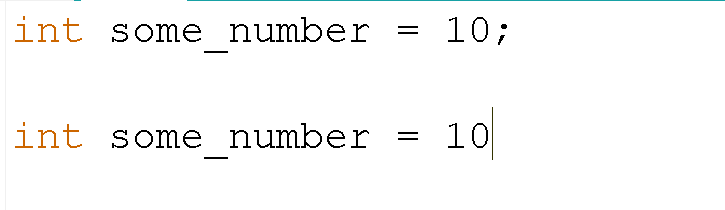 int some_number = 10;
int some_number = 10